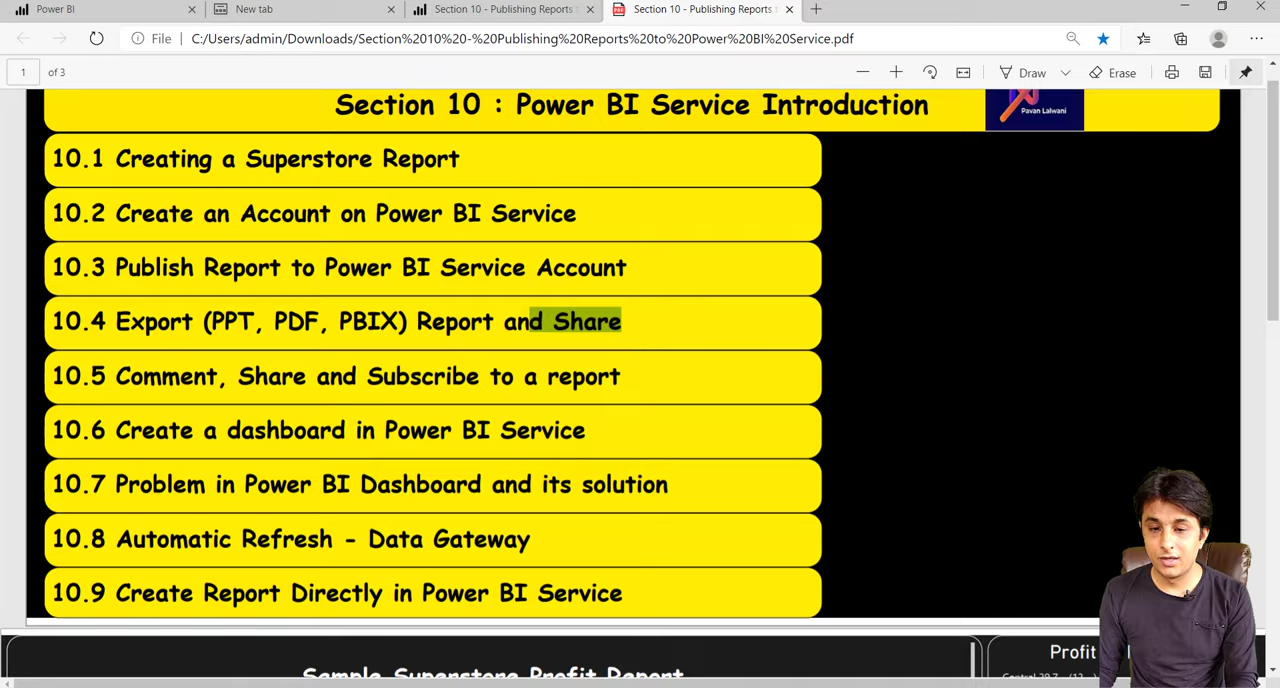 Power BI
New tab
Section 10 - Publishing Reports
Section 10 - Publishing Reports
File
C:/Users/admin/Downloads/Section%2010%20-%20Publishing%20Reports%20to%20Power%20BI%20Service.pdf
1 of 3
Draw
Erase
Section 10 : Power BI Service Introduction
Pavan Lalwani
10.1 Creating a Superstore Report
10.2 Create an Account on Power BI Service
10.3 Publish Report to Power BI Service Account
10.4 Export (PPT, PDF, PBIX) Report and Share
10.5 Comment, Share and Subscribe to a report
10.6 Create a dashboard in Power BI Service
10.7 Problem in Power BI Dashboard and its solution
10.8 Automatic Refresh - Data Gateway
10.9 Create Report Directly in Power BI Service
Sample Superstore Profit Report
Profit